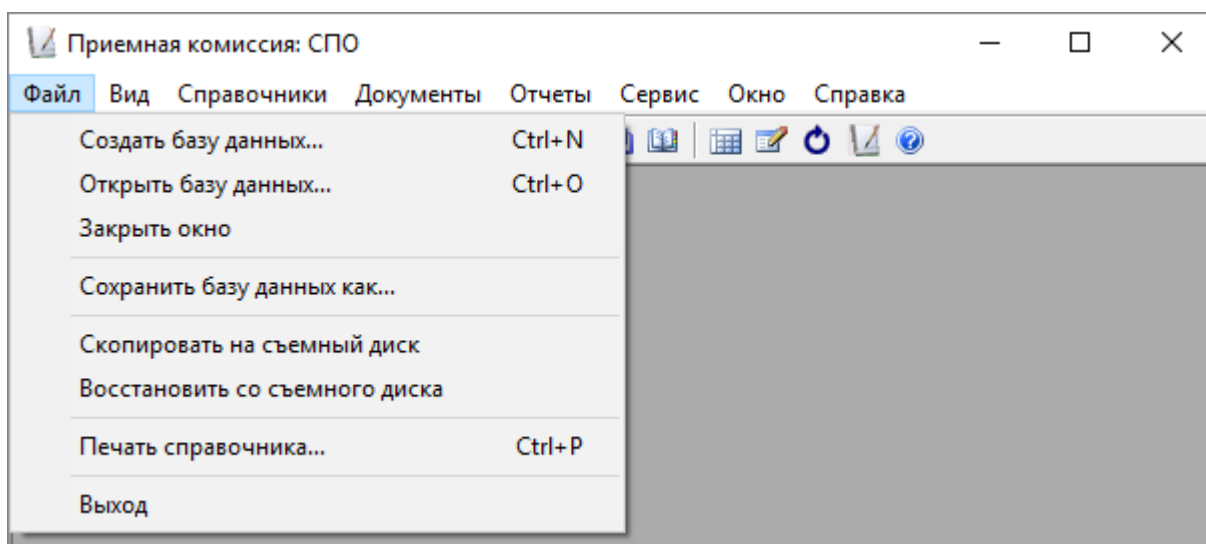 Приемная комиссия: СПО
Файл Вид Справочники Документы Отчеты Сервис Окно Справка
Создать базу данных... Ctrl+N
Открыть базу данных... Ctrl+O
Закрыть окно
Сохранить базу данных как...
Скопировать на съемный диск
Восстановить со съемного диска
Печать справочника... Ctrl+P
Выход